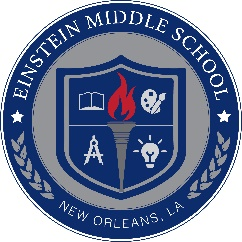 EINSTEIN MIDDLE SCHOOL
NEW ORLEANS, LA